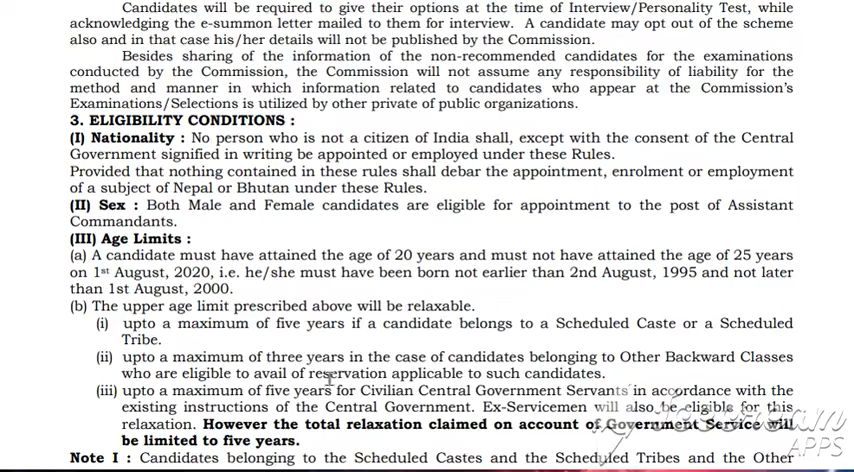 Candidates will be required to give their options at the time of Interview/Personality Test, while
acknowledging the e-summon letter mailed to them for interview. A candidate may opt out of the scheme
also and in that case his/her details will not be published by the Commission.
Besides sharing of the information of the non-recommended candidates for the examinations
conducted by the Commission, the Commission will not assume any responsibility of liability for the
method and manner in which information related to candidates who appear at the Commission's
Examinations/Selections is utilized by other private of public organizations.
3. ELIGIBILITY CONDITIONS :
(I) Nationality : No person who is not a citizen of India shall, except with the consent of the Central
Government signified in writing be appointed or employed under these Rules.
Provided that nothing contained in these rules shall debar the appointment, enrolment or employment
of a subject of Nepal or Bhutan under these Rules.
(II) Sex : Both Male and Female candidates are eligible for appointment to the post of Assistant
Commandants.
(III) Age Limits :
(a) A candidate must have attained the age of 20 years and must not have attained the age of 25 years
on 1st August, 2020, i.e. he/she must have been born not earlier than 2nd August, 1995 and not later
than 1st August, 2000.
(b) The upper age limit prescribed above will be relaxable.
(i) upto a maximum of five years if a candidate belongs to a Scheduled Caste or a Scheduled
Tribe.
(ii) upto a maximum of three years in the case of candidates belonging to Other Backward Classes
who are eligible to avail of reservation applicable to such candidates.
(iii) upto a maximum of five years for Civilian Central Government Servants in accordance with the
existing instructions of the Central Government. Ex-Servicemen will also be eligible for this
relaxation. However the total relaxation claimed on account of Government Service will
be limited to five years.
Note I : Candidates belonging to the Scheduled Castes and the Scheduled Tribes and the Other
APPS